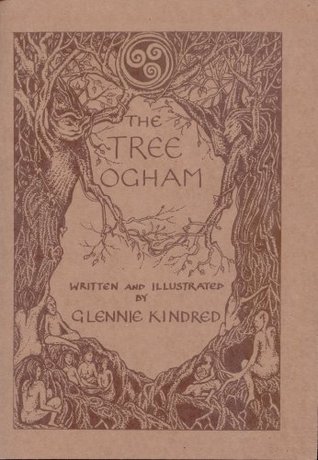 THE
TREE
OGHAM
WRITTEN AND ILLUSTRATED
BY
GLENNIE KINDRED